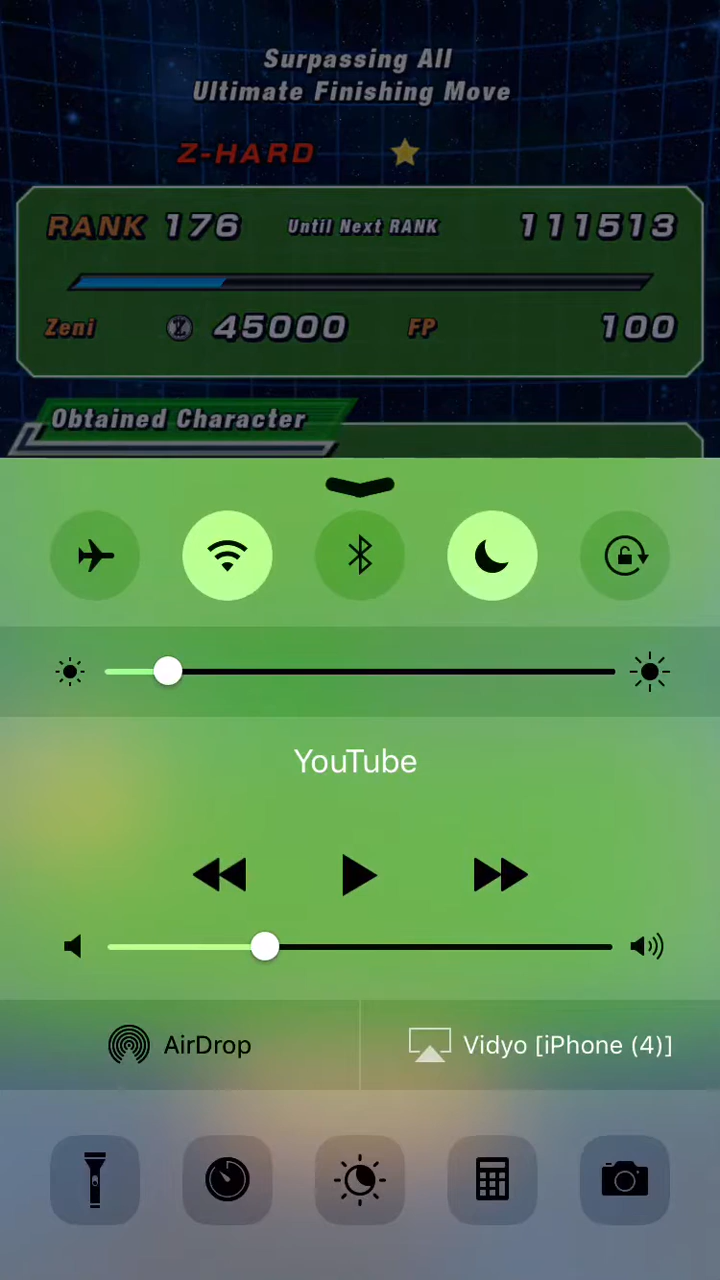 Surpassing All
Ultimate Finishing Move
Z-HARD
RANK 176 Until Next RANK 111513
Zeni 45000 FP 100
Obtained Character
YouTube
AirDrop Vidyo [iPhone (4)]